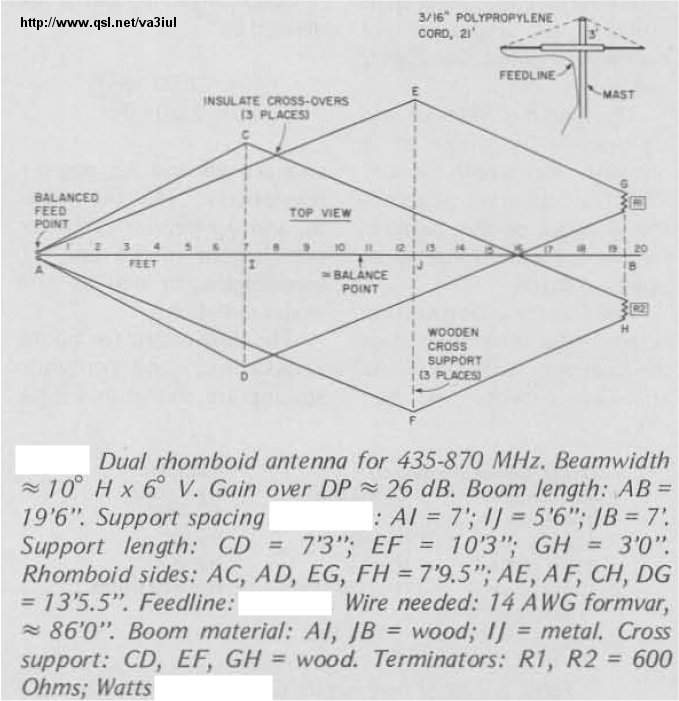 http://www.qsl.net/va3iul
3/16" POLYPROPYLENE
CORD, 21'
3'
FEEDLINE
MAST
INSULATE CROSS-OVERS
(3 PLACES)
E
C
G
R1
BALANCED
FEED
POINT
TOP VIEW
1 2 3 4 5 6 7 8 9 10 11 12 13 14 15 16 17 18 19 20
A FEET I J B
≈ BALANCE
POINT
R2
H
WOODEN
CROSS
SUPPORT
(3 PLACES)
D
F
Dual rhomboid antenna for 435-870 MHz. Beamwidth
≈ 10° H x 6° V. Gain over DP ≈ 26 dB. Boom length: AB =
19'6". Support spacing : AI = 7'; IJ = 5'6"; JB = 7'.
Support length: CD = 7'3"; EF = 10'3"; GH = 3'0".
Rhomboid sides: AC, AD, EG, FH = 7'9.5"; AE, AF, CH, DG
= 13'5.5". Feedline: Wire needed: 14 AWG formvar,
≈ 86'0". Boom material: AI, JB = wood; IJ = metal. Cross
support: CD, EF, GH = wood. Terminators: R1, R2 = 600
Ohms; Watts